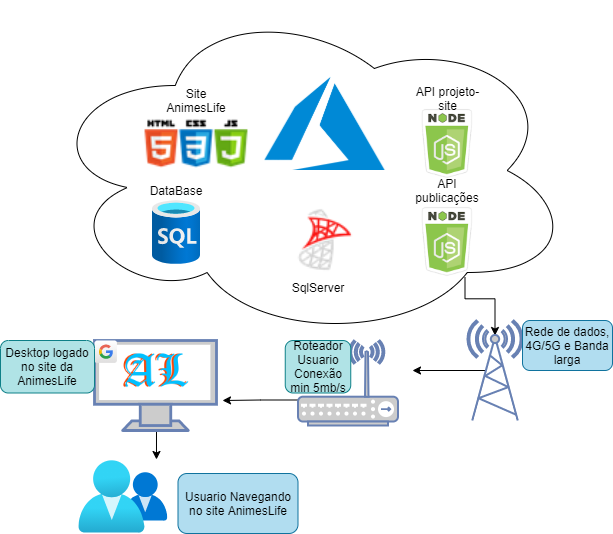 Site
AnimesLife
HTML
CSS
JS
5
3
API projeto-
site
NODE
JS
DataBase
SQL
API
publicações
NODE
JS
SqlServer
Rede de dados,
4G/5G e Banda
larga
Roteador
Usuario
Conexão
min 5mb/s
Desktop logado
no site da
AnimesLife
G
AL
Usuario Navegando
no site AnimesLife